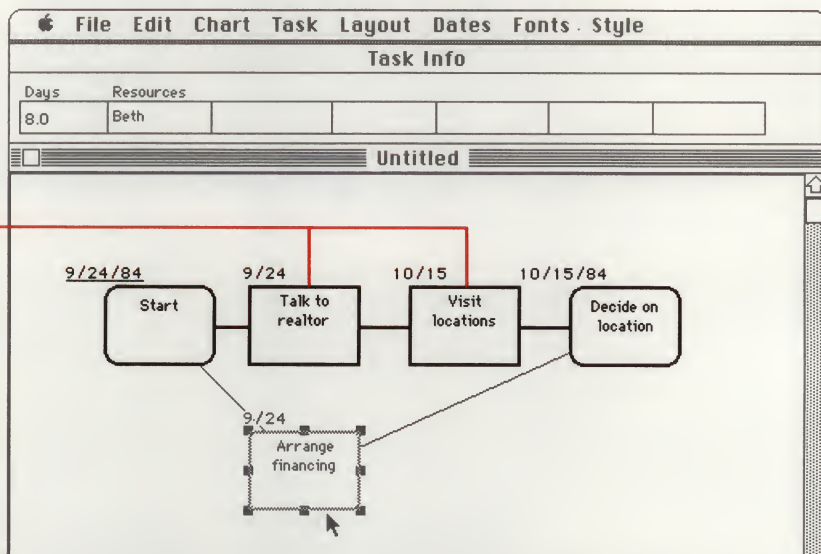 File Edit Chart Task Layout Dates Fonts Style
Task Info
Days Resources
8.0 Beth
Untitled
9/24/84 9/24 10/15 10/15/84
Start
Talk to
realtor
Visit
locations
Decide on
location
9/24
Arrange
financing